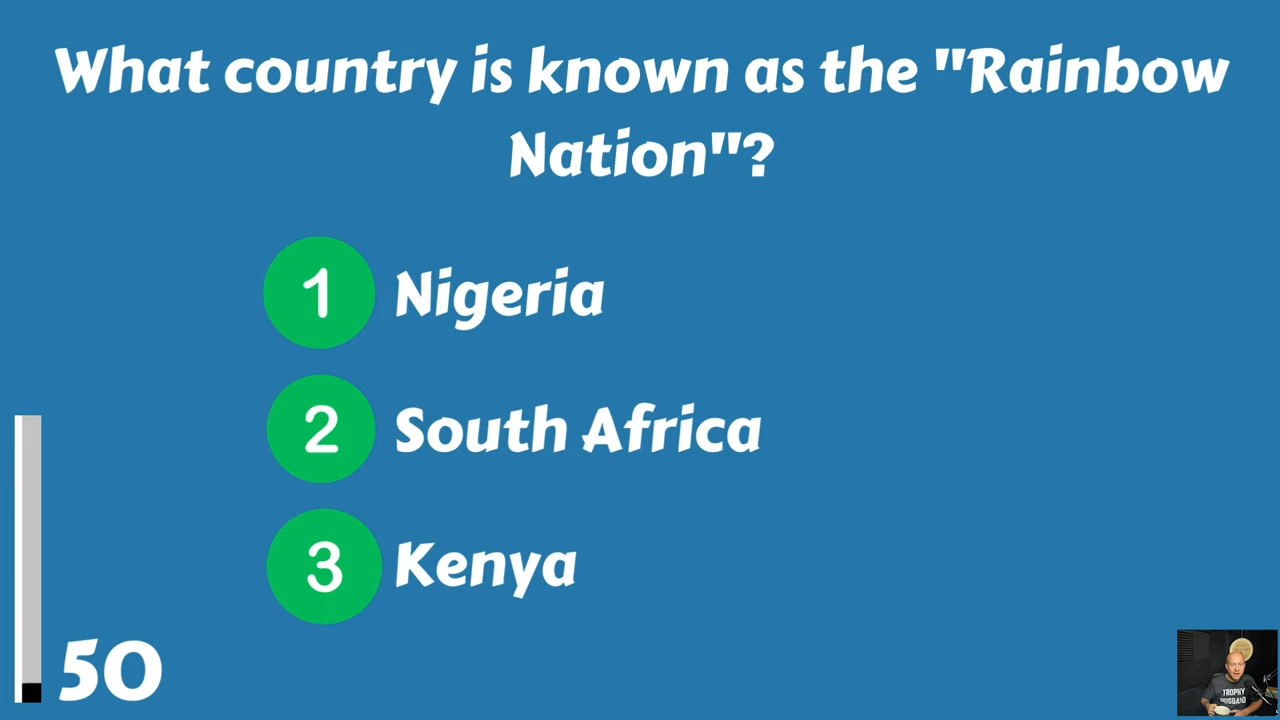 What country is known as the "Rainbow
Nation"?
1 Nigeria
2 South Africa
3 Kenya
50
TROPHY
HUSBAND